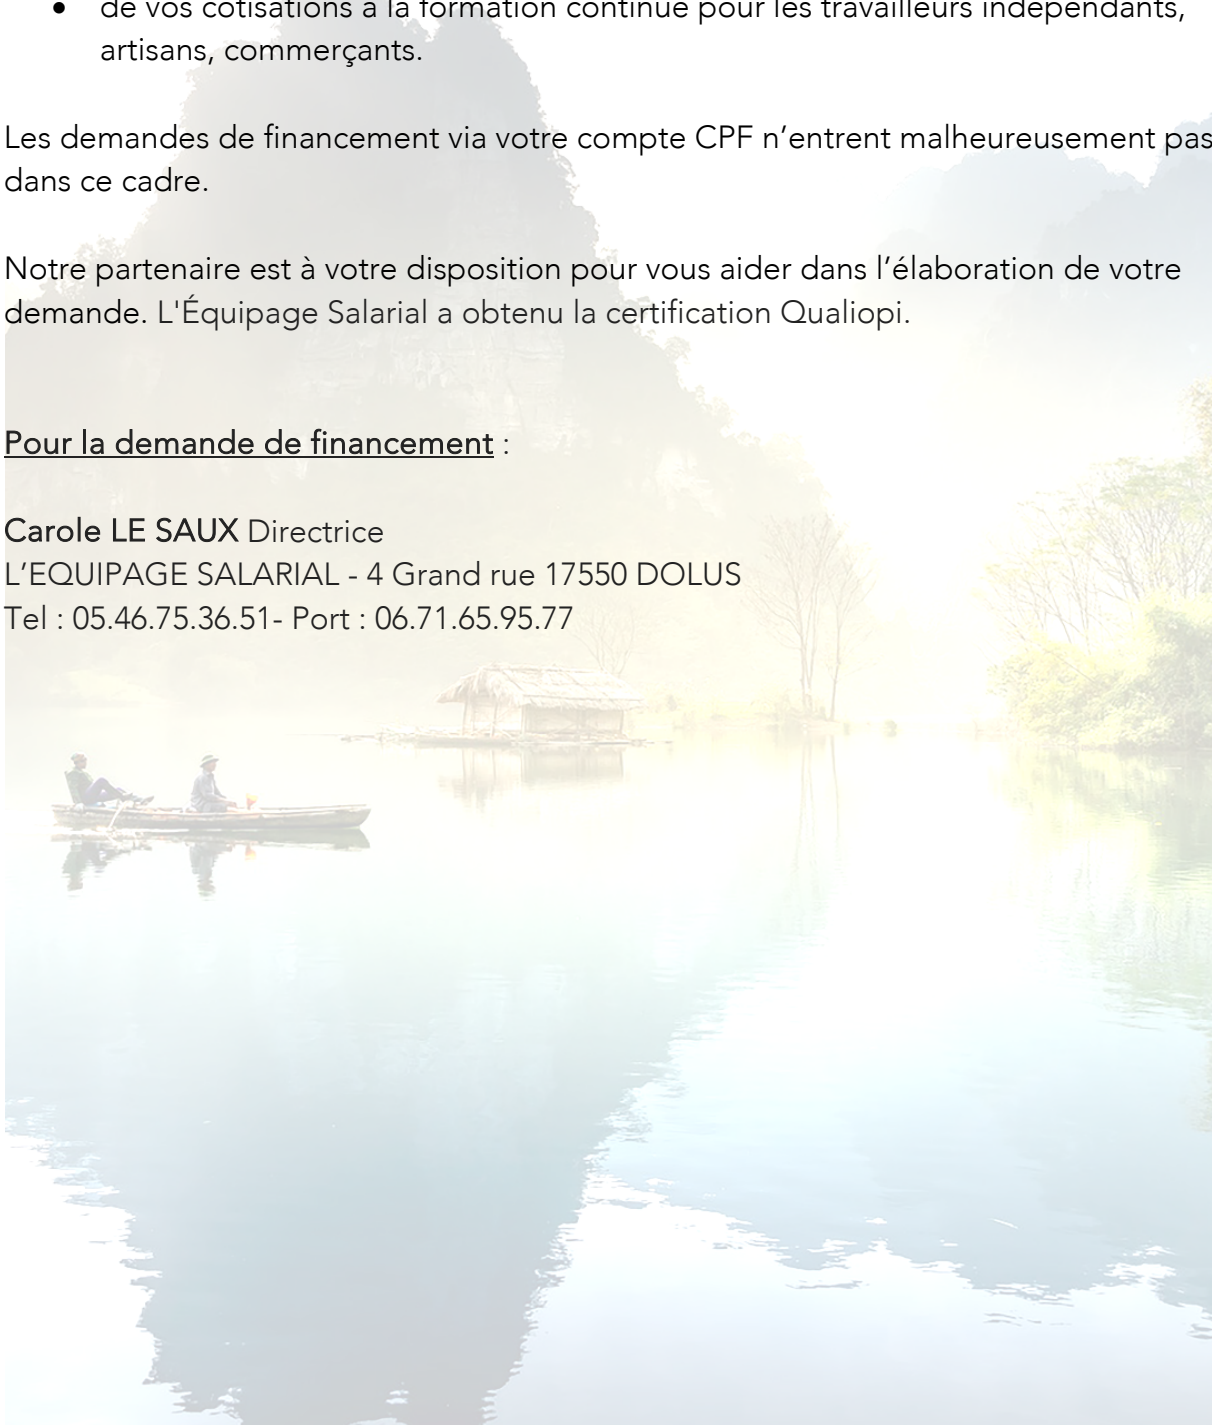 • de vos cotisations à la formation continue pour les travailleurs indépendants,
artisans, commerçants.
Les demandes de financement via votre compte CPF n’entrent malheureusement pas
dans ce cadre.
Notre partenaire est à votre disposition pour vous aider dans l’élaboration de votre
demande. L'Équipage Salarial a obtenu la certification Qualiopi.
Pour la demande de financement :
Carole LE SAUX Directrice
L’EQUIPAGE SALARIAL - 4 Grand rue 17550 DOLUS
Tel : 05.46.75.36.51- Port : 06.71.65.95.77